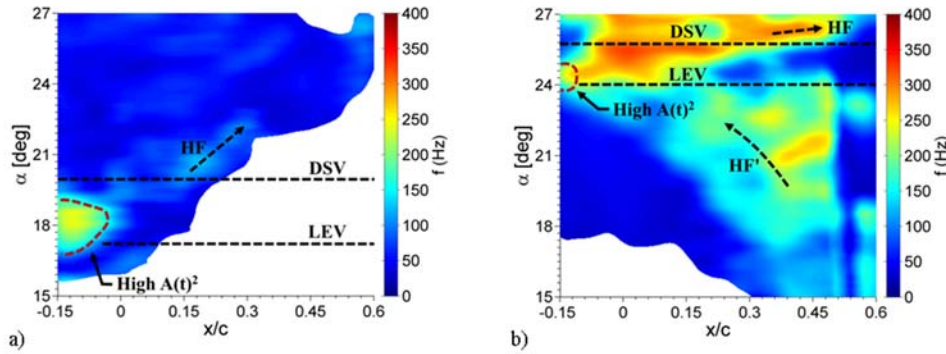 27
24
21
18
15
α [deg]
HF
DSV
LEV
High A(t)²
-0.15
0
0.15
0.3
0.45
0.6
x/c
400
350
300
250
200
150
100
50
0
f (Hz)
a)
27
24
21
18
15
α [deg]
DSV
HF
LEV
High A(t)²
HF'
-0.15
0
0.15
0.3
0.45
0.6
x/c
400
350
300
250
200
150
100
50
0
f (Hz)
b)